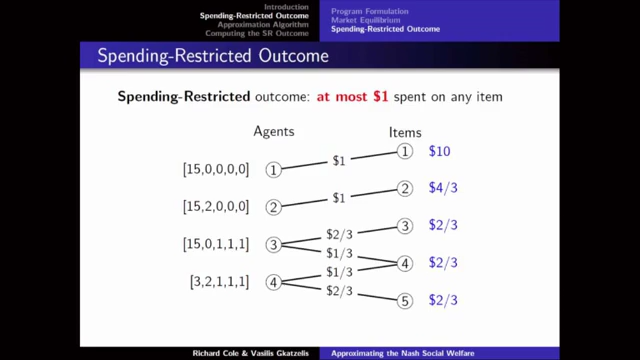 Introduction
Spending-Restricted Outcome
Approximation Algorithm
Computing the SR Outcome
Program Formulation
Market Equilibrium
Spending-Restricted Outcome
Spending-Restricted Outcome
Spending-Restricted outcome: at most $1 spent on any item
Agents Items
[15,0,0,0,0] 1 $1 1 $10
[15,2,0,0,0] 2 $1 2 $4/3
[15,0,1,1,1] 3 $2/3 3 $2/3
$1/3
[3,2,1,1,1] 4 $1/3 4 $2/3
$2/3 5 $2/3
Richard Cole & Vasilis Gkatzelis Approximating the Nash Social Welfare